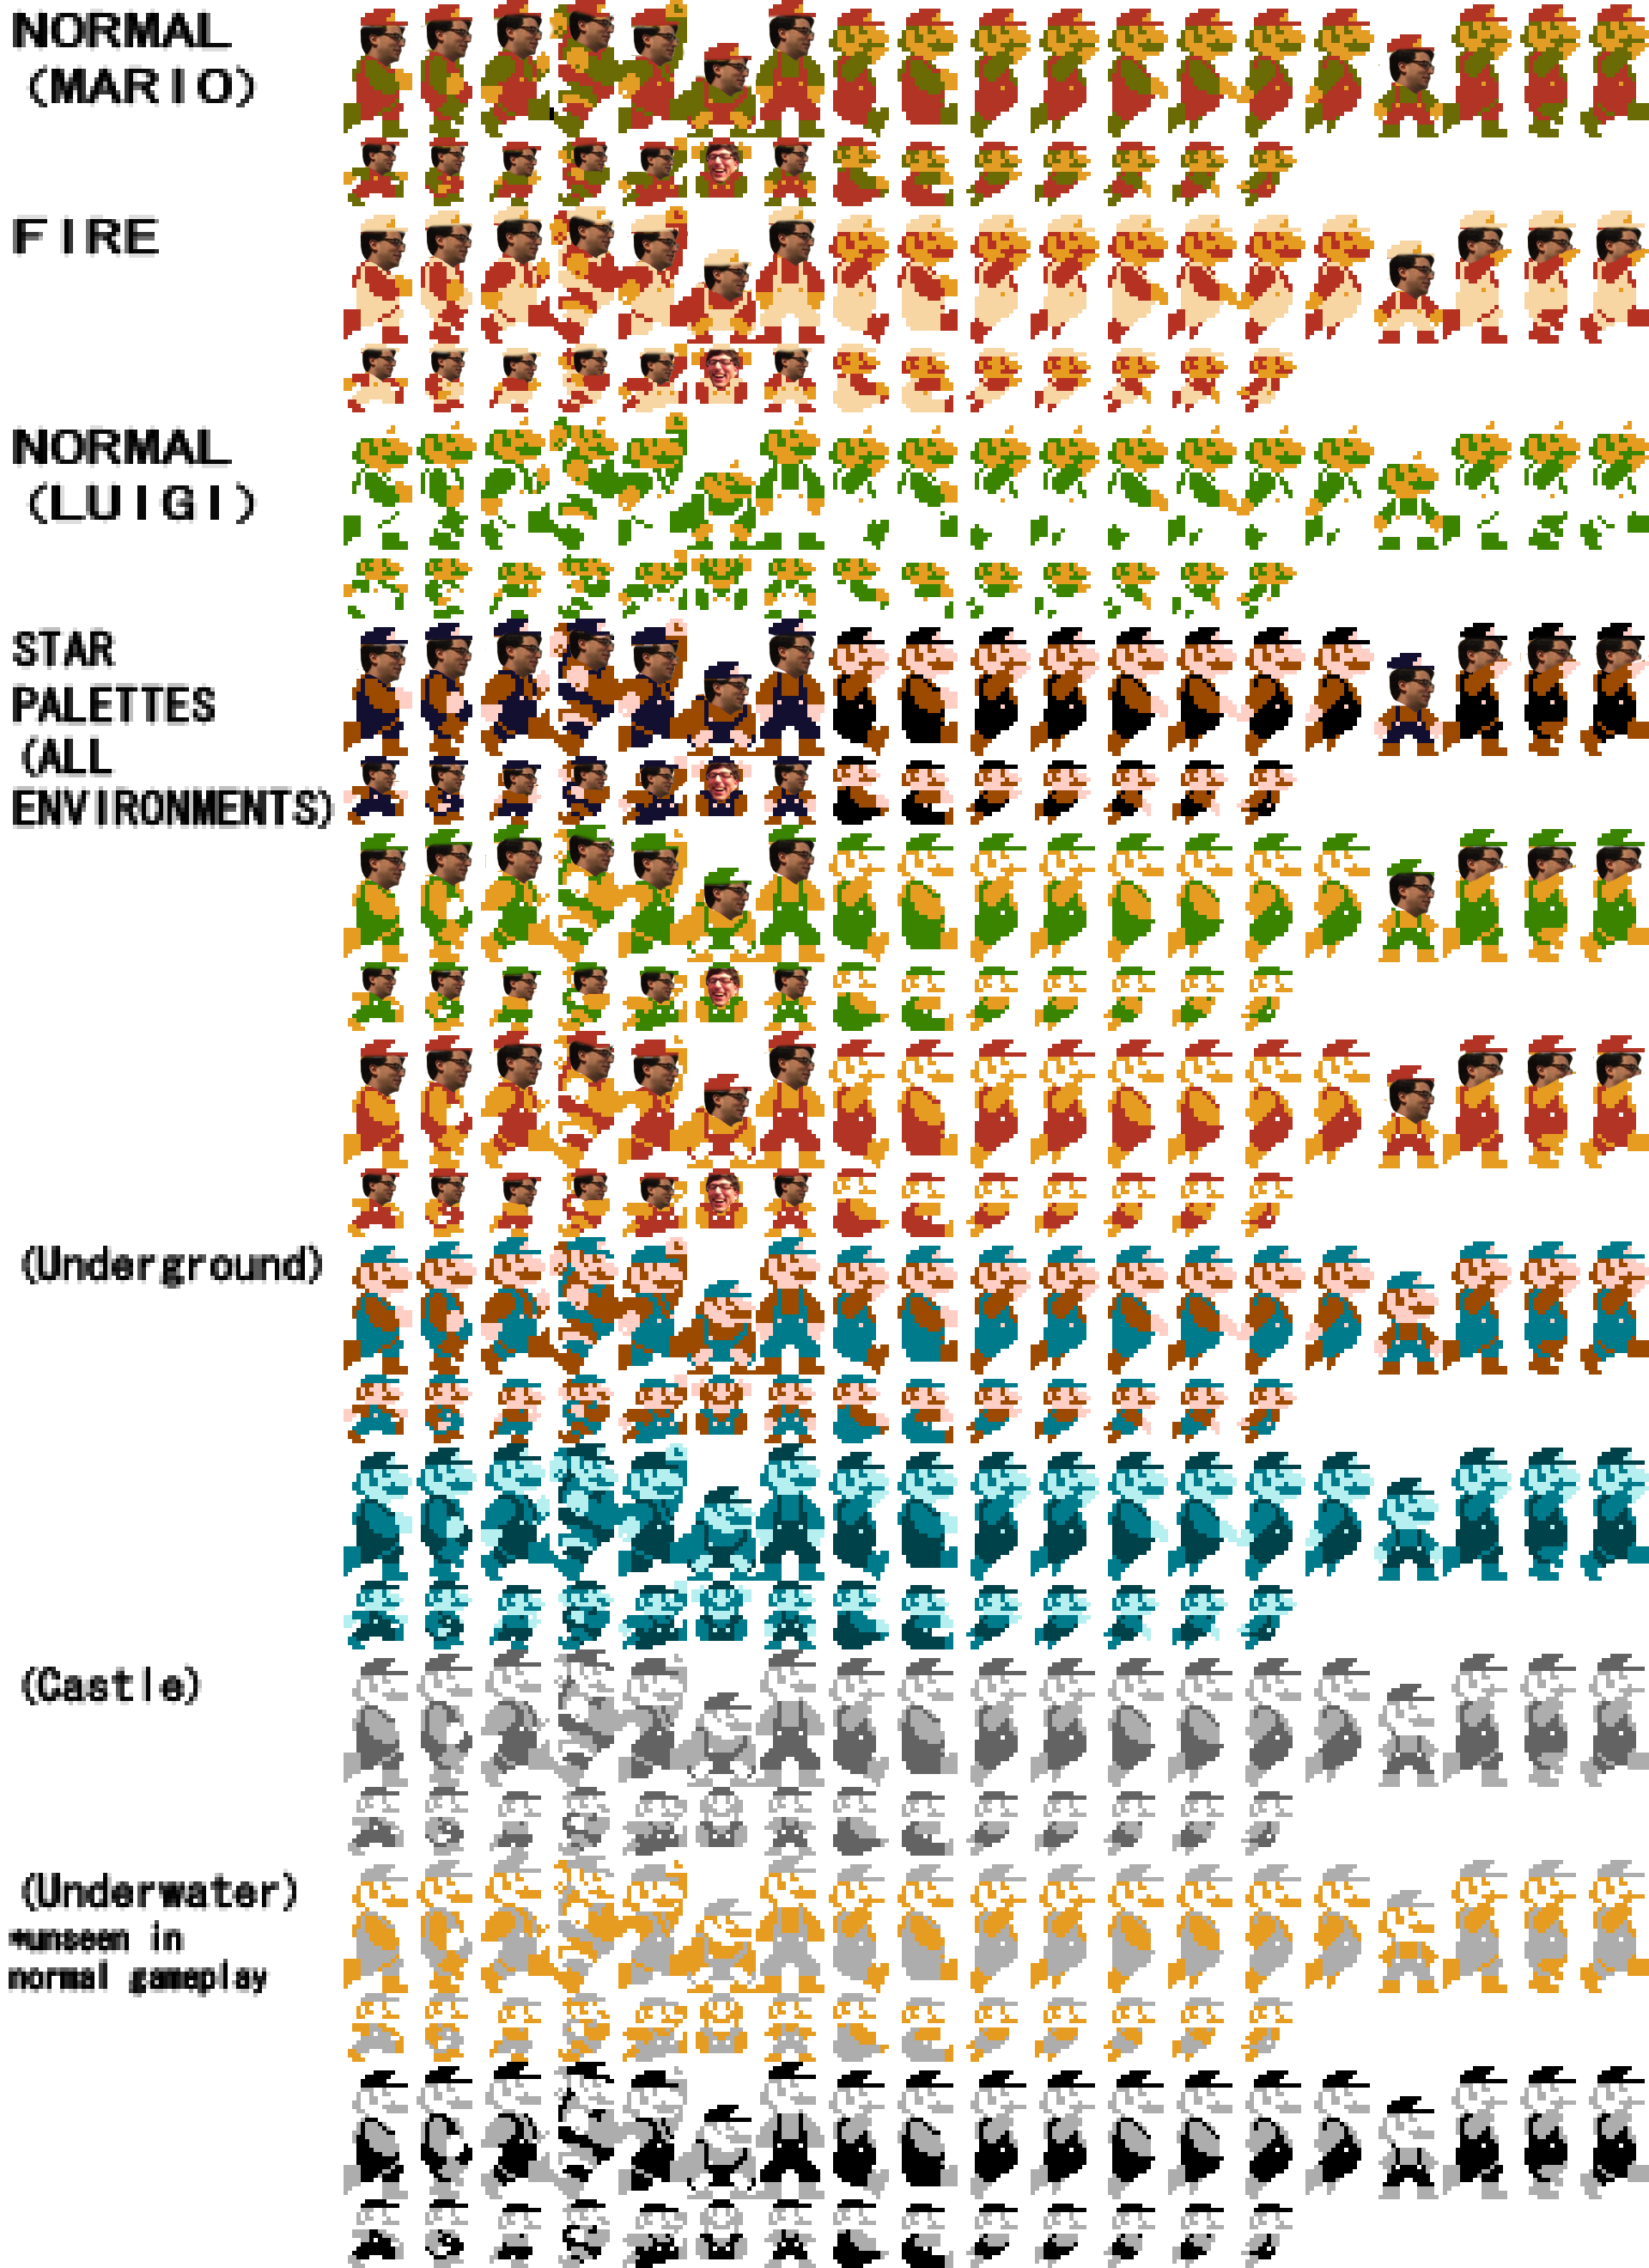 NORMAL
(MARIO)
FIRE
NORMAL
(LUIGI)
STAR
PALETTES
(ALL
ENVIRONMENTS)
(Underground)
(Castle)
(Underwater)
*unseen in
normal gameplay